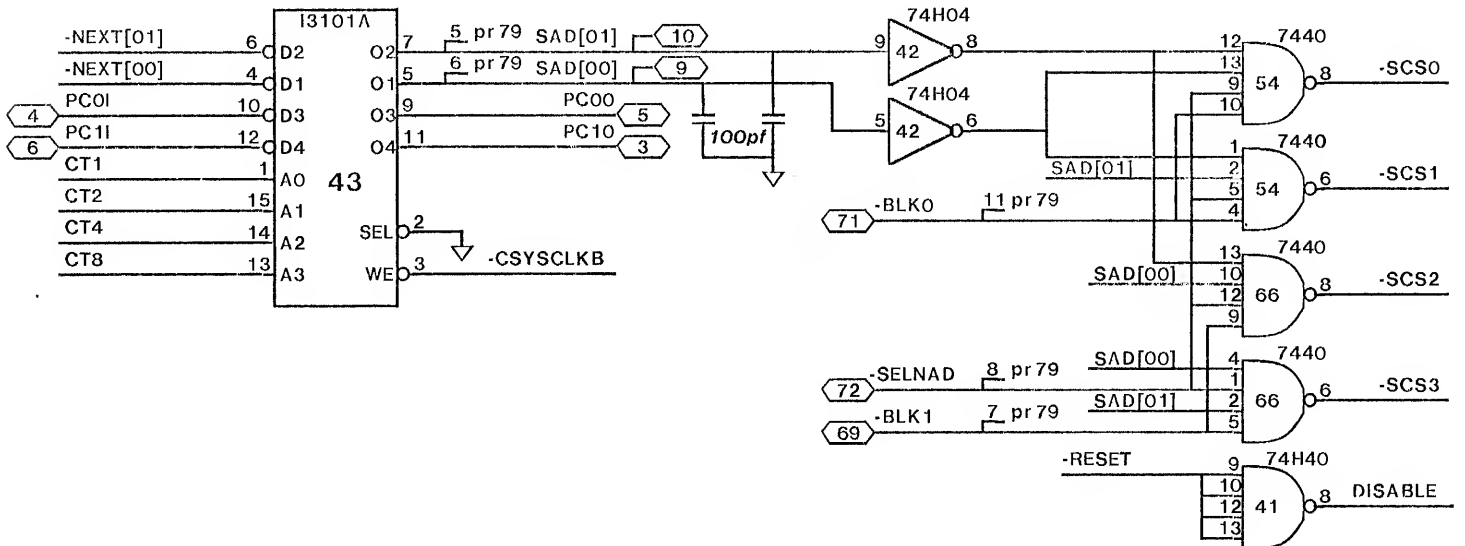 I3101A
-NEXT[01] 6 D2 O2 7 5 pr 79 SAD[01] 10
-NEXT[00] 4 D1 O1 5 6 pr 79 SAD[00] 9
4 PC0I 10 D3 O3 9 PC00 5
6 PC1I 12 D4 O4 11 PC10 3
CT1 1 A0
43
CT2 15 A1
CT4 14 A2
CT8 13 A3
SEL 2
WE 3 -CSYSCLKB
100pf
74H04
9 42 8
74H04
5 42 6
7440
12 13 9 10 54 8 -SCS0
7440
1 SAD[01] 2 5 4 54 6 -SCS1
71 -BLK0 11 pr 79
7440
13 SAD[00] 10 12 9 66 8 -SCS2
7440
SAD[00] 4 1 SAD[01] 2 5 66 6 -SCS3
72 -SELNAD 8 pr 79
69 -BLK1 7 pr 79
74H40
-RESET 9 10 12 13 41 8 DISABLE